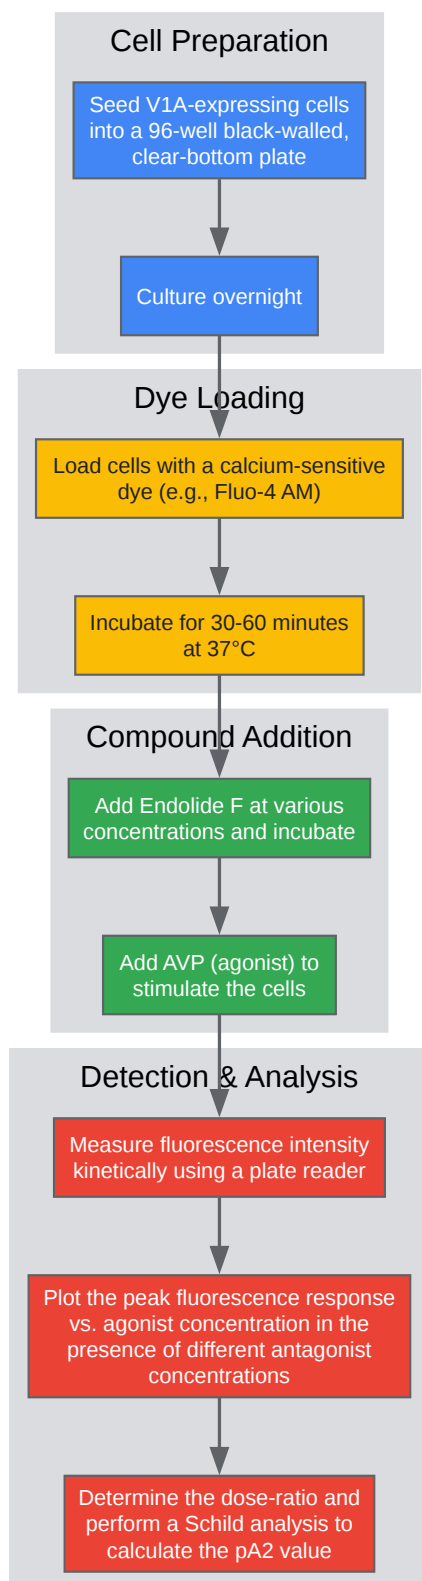 Cell Preparation
Seed V1A-expressing cells
into a 96-well black-walled,
clear-bottom plate
Culture overnight
Dye Loading
Load cells with a calcium-sensitive
dye (e.g., Fluo-4 AM)
Incubate for 30-60 minutes
at 37°C
Compound Addition
Add Endolide F at various
concentrations and incubate
Add AVP (agonist) to
stimulate the cells
Detection & Analysis
Measure fluorescence intensity
kinetically using a plate reader
Plot the peak fluorescence response
vs. agonist concentration in the
presence of different antagonist
concentrations
Determine the dose-ratio and
perform a Schild analysis to
calculate the pA2 value